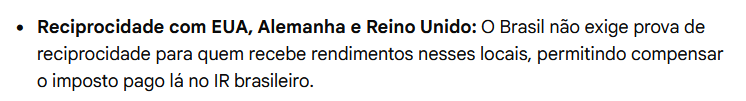 • Reciprocidade com EUA, Alemanha e Reino Unido: O Brasil não exige prova de
reciprocidade para quem recebe rendimentos nesses locais, permitindo compensar
o imposto pago lá no IR brasileiro.